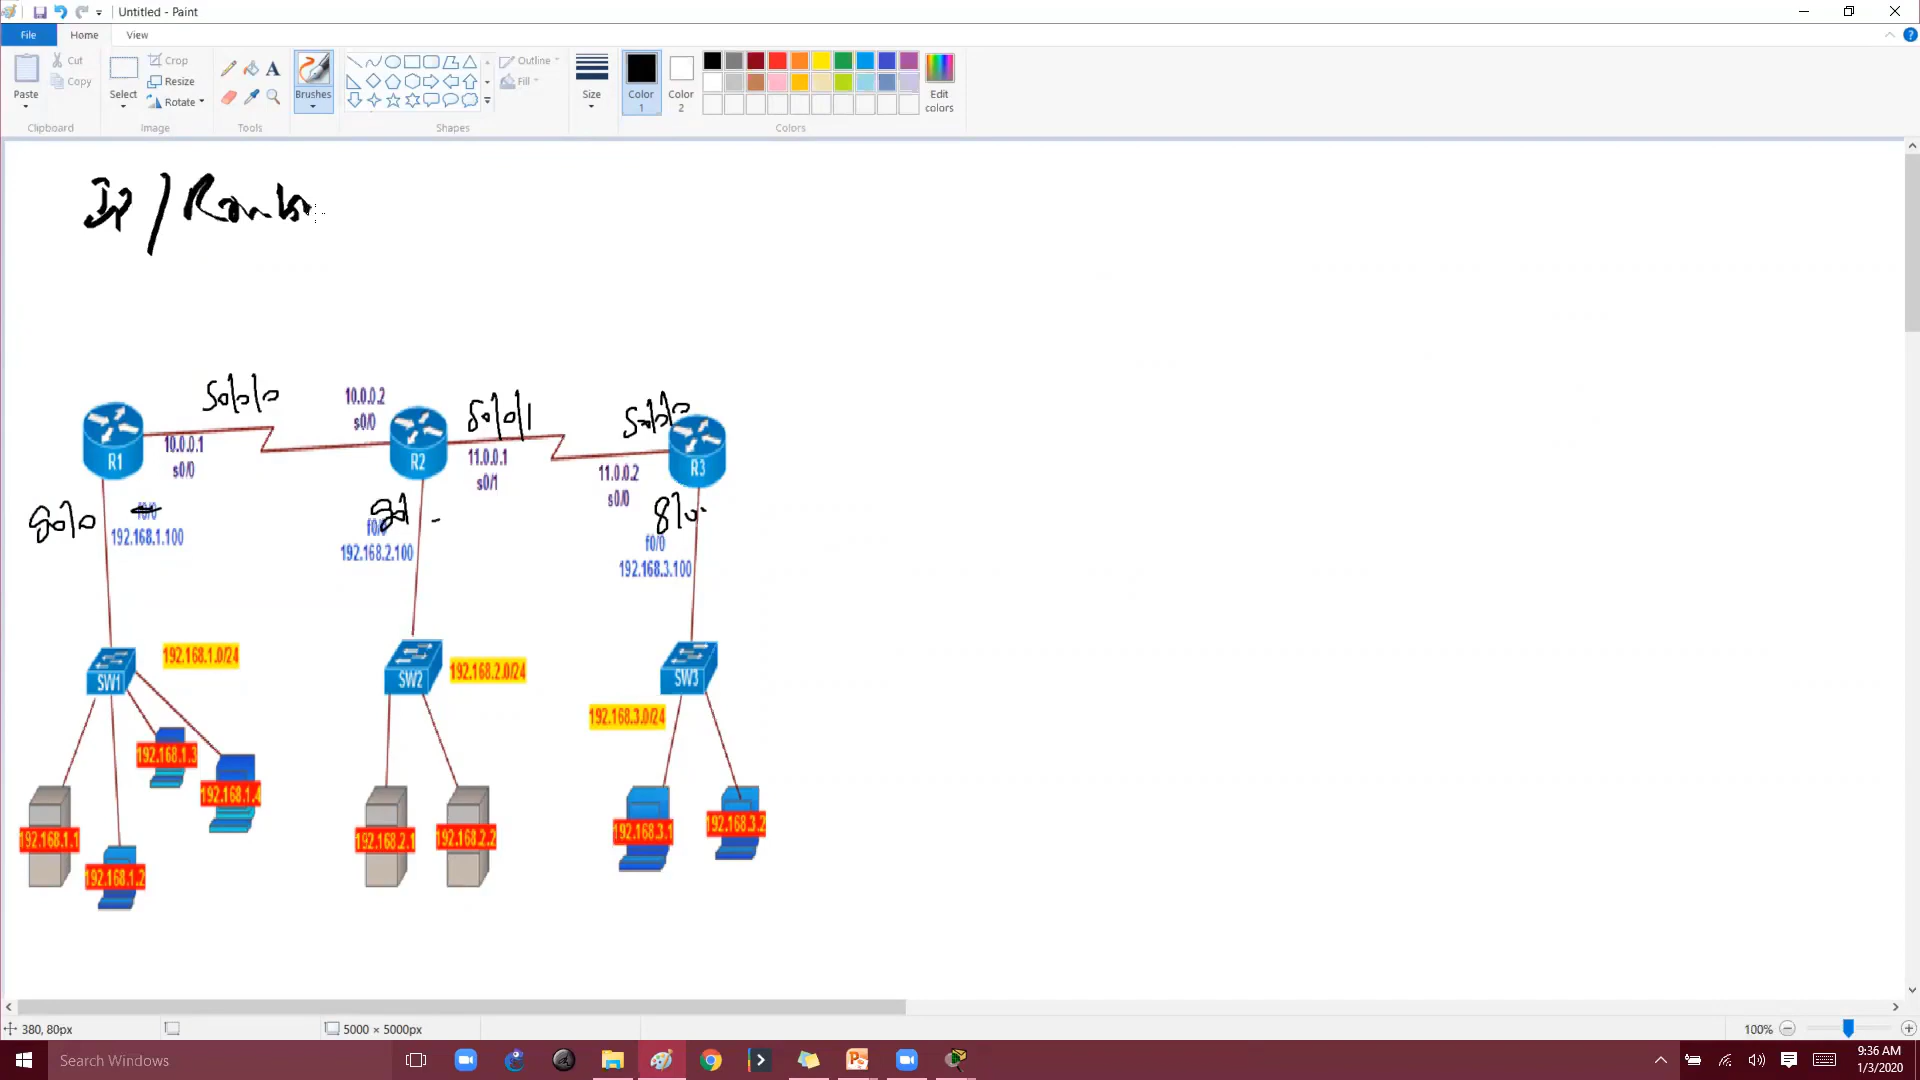 Untitled - Paint
File Home View
Paste
Cut
Copy
Clipboard
Select
Crop
Resize
Rotate
Image
A
Tools
Brushes
Outline
Fill
Shapes
Size
Color 1
Color 2
Edit colors
Colors
IP /
S0/0/0
10.0.0.2
s0/0
S0/0/1
S0/0/0
R1
10.0.0.1
s0/0
R2
11.0.0.1
s0/1
11.0.0.2
s0/0
R3
g0/0
f0/0
192.168.1.100
f0/0
192.168.2.100
f0/0
192.168.3.100
SW1
192.168.1.0/24
SW2
192.168.2.0/24
SW3
192.168.3.0/24
192.168.1.3
192.168.1.4
192.168.1.1
192.168.1.2
192.168.2.1
192.168.2.2
192.168.3.1
192.168.3.2
380, 80px
5000 × 5000px
100%
Search Windows
9:36 AM
1/3/2020